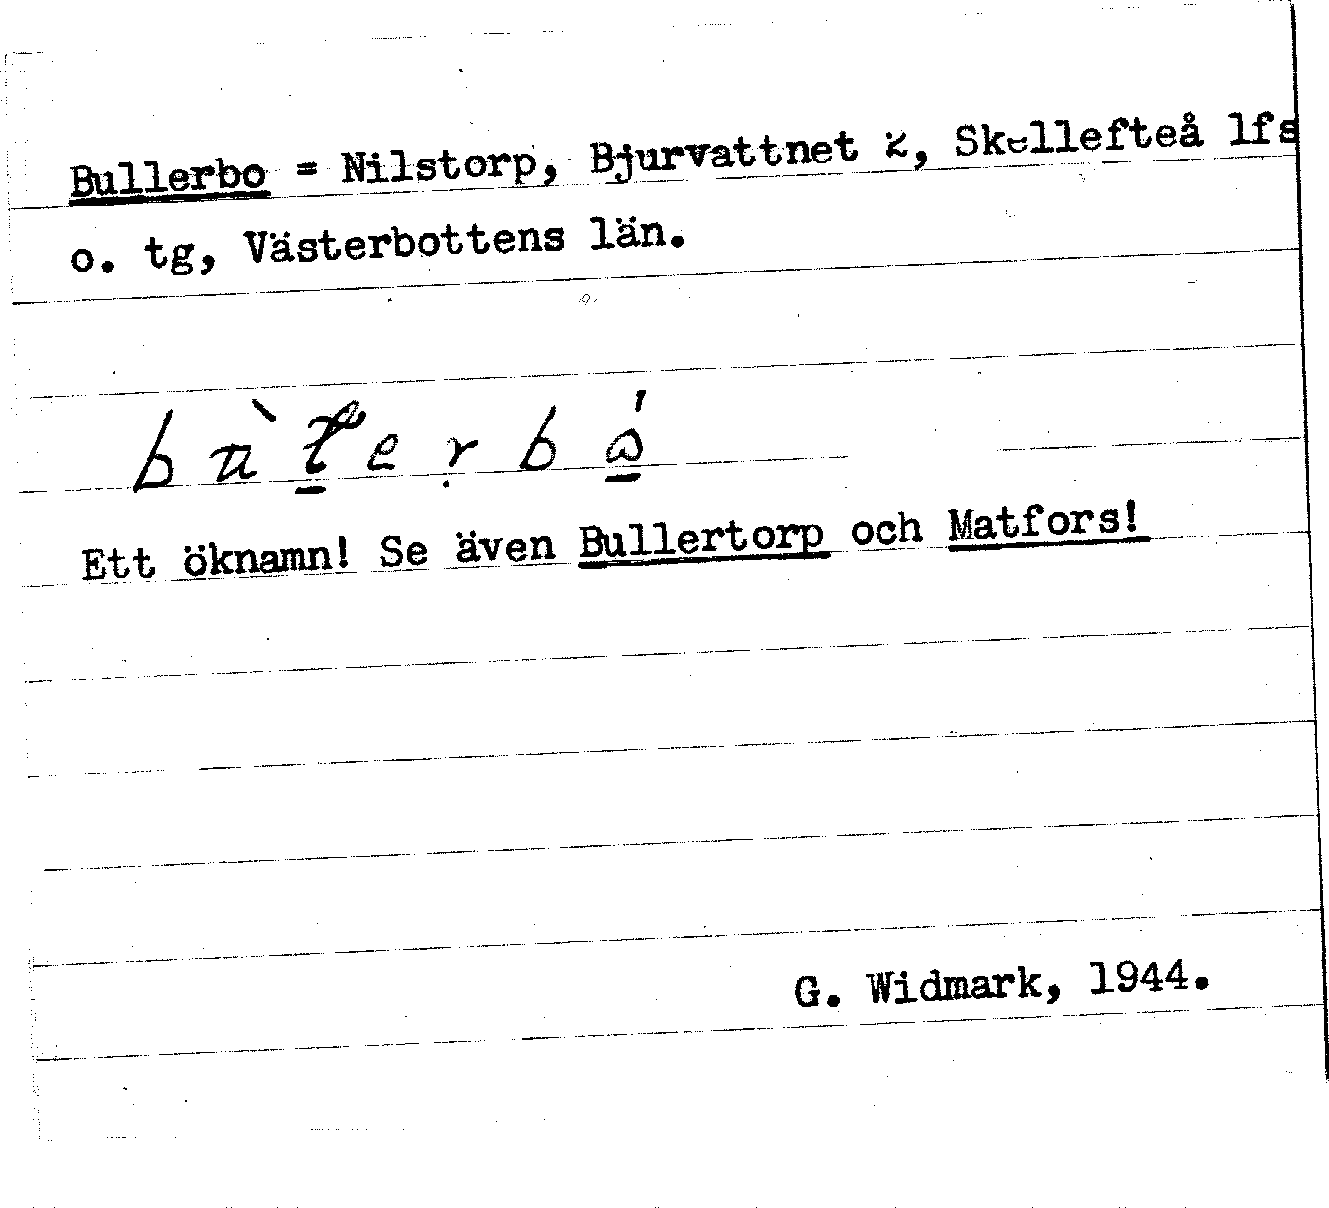 Bullerbo = Nilstorp, Bjurvattnet 2, Skellefteå lfs
o. tg, Västerbottens län.
Ett öknamn! Se även Bullertorp och Matfors!
G. Widmark, 1944.